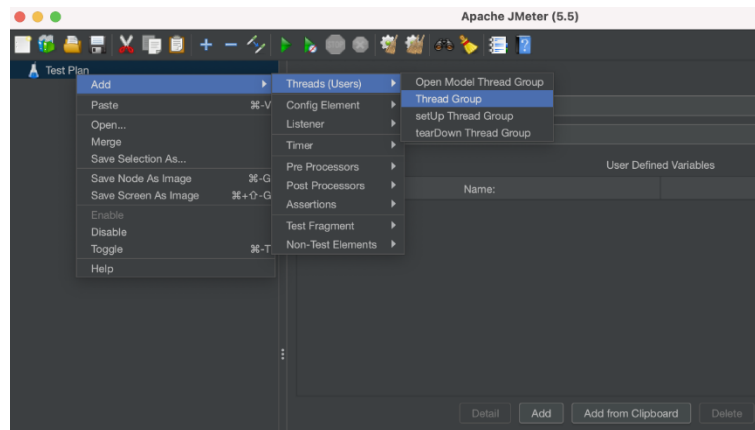 Apache JMeter (5.5)
Test Plan
Add
Paste ⌘-V
Open...
Merge
Save Selection As...
Save Node As Image ⌘-G
Save Screen As Image ⌘+⇧-G
Enable
Disable
Toggle ⌘-T
Help
Threads (Users)
Config Element
Listener
Timer
Pre Processors
Post Processors
Assertions
Test Fragment
Non-Test Elements
Open Model Thread Group
Thread Group
setUp Thread Group
tearDown Thread Group
User Defined Variables
Name:
Detail Add Add from Clipboard Delete